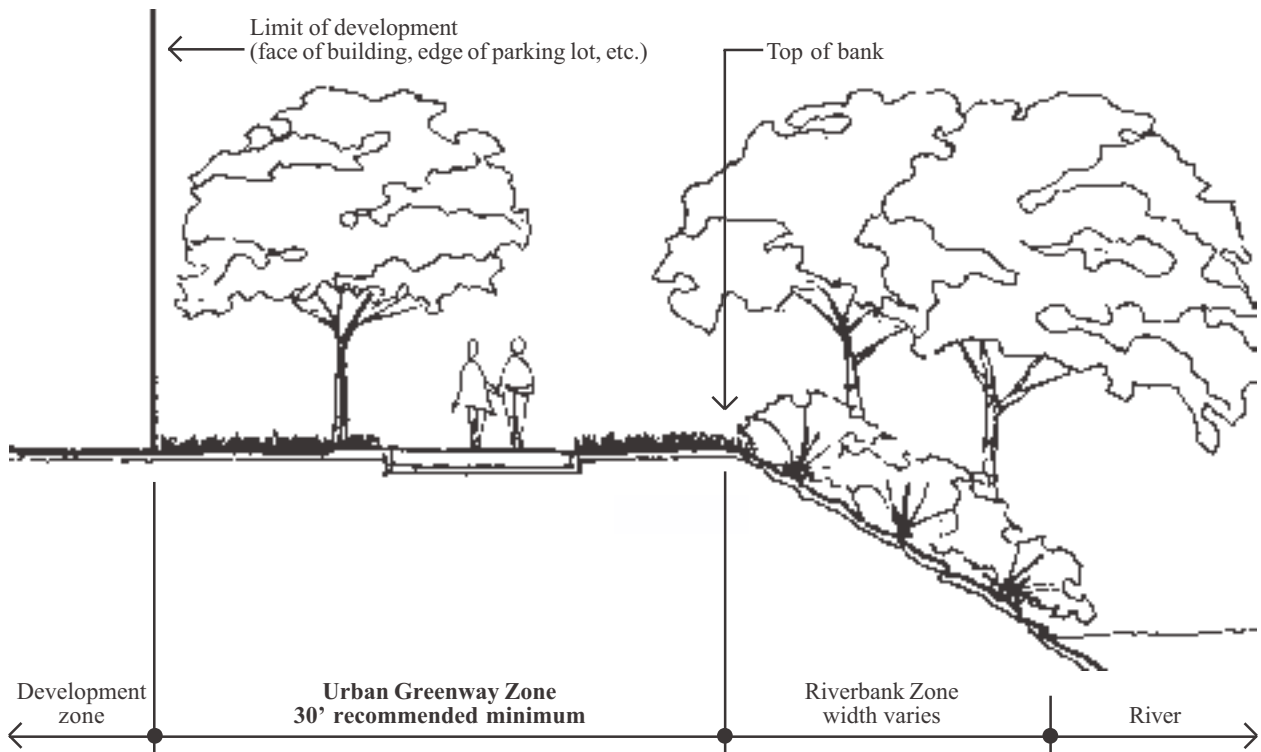 Limit of development
(face of building, edge of parking lot, etc.)
Top of bank
Development
zone
Urban Greenway Zone
30’ recommended minimum
Riverbank Zone
width varies
River